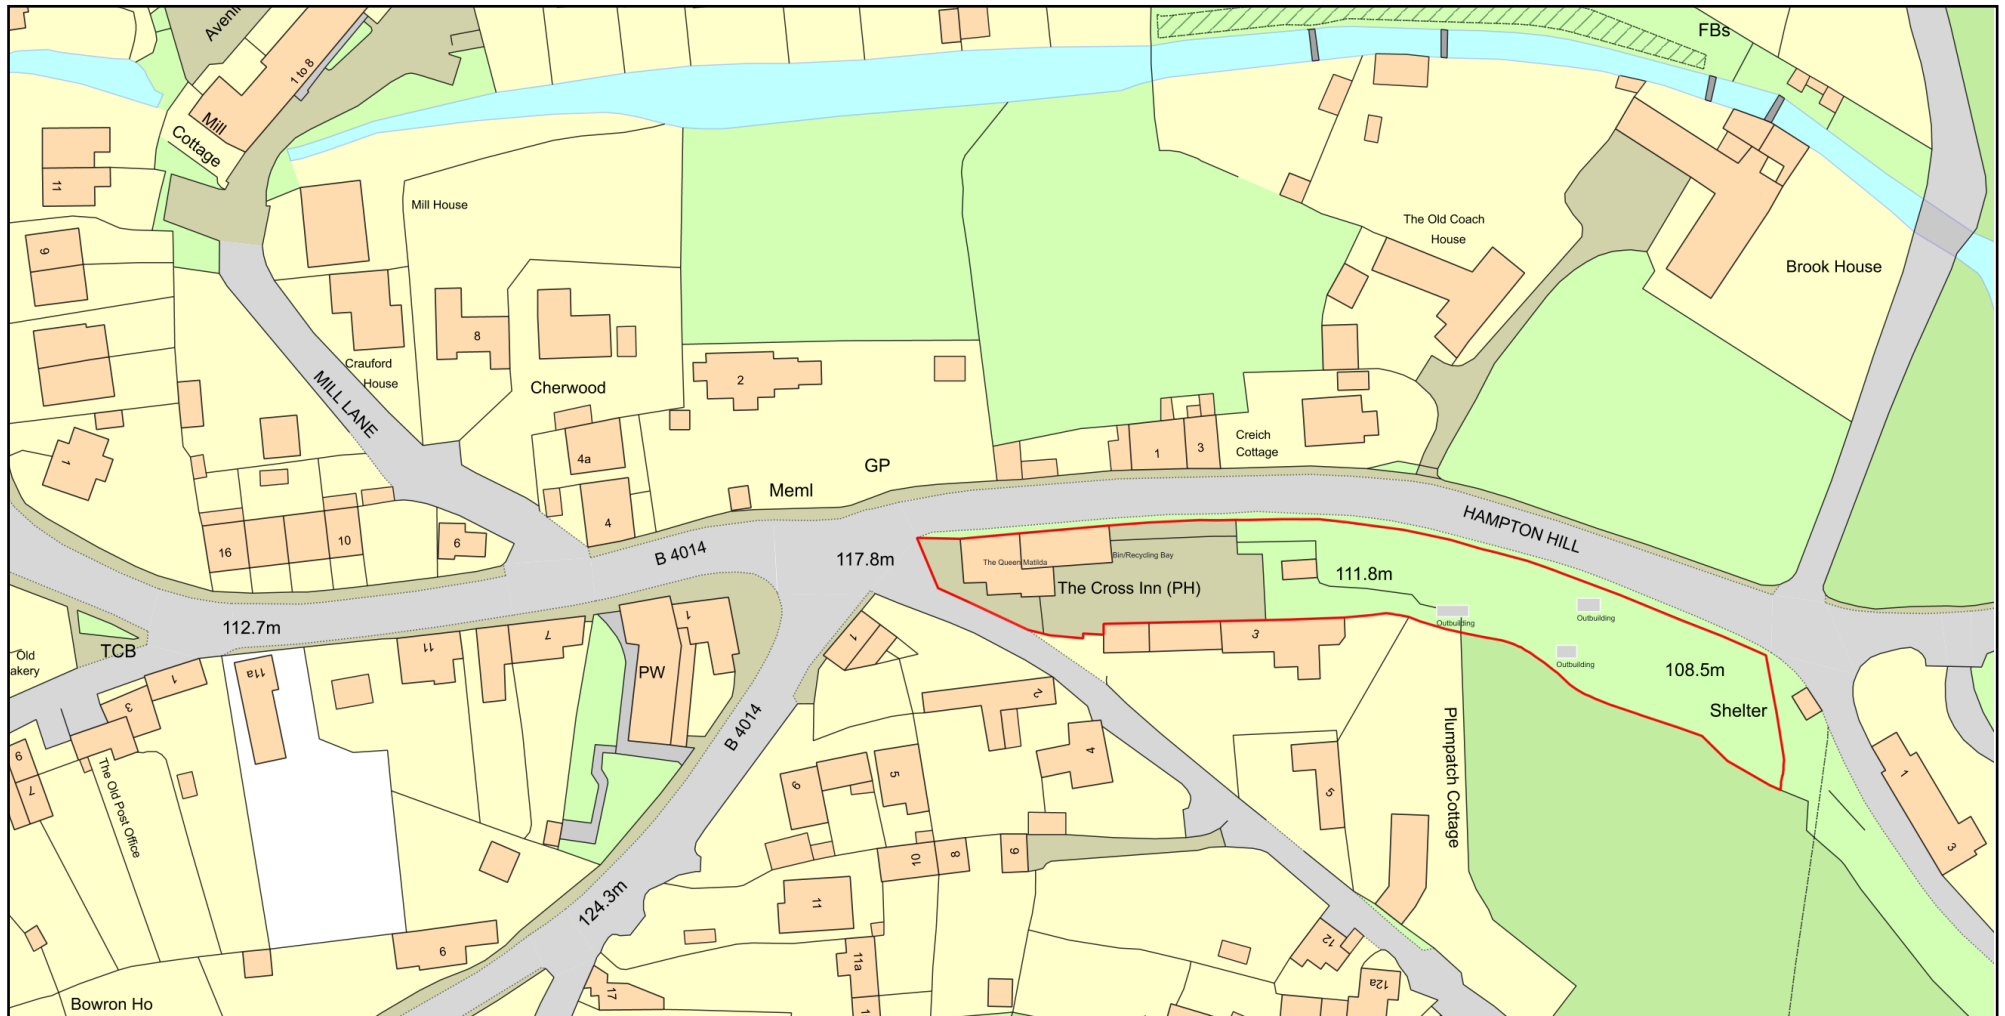 Avenin
1 to 8
FBs
Mill
Cottage
11
Mill House
The Old Coach
House
9
Brook House
Crauford
House
8
Cherwood
2
MILL LANE
1
4a
GP
Creich
Cottage
1
3
Meml
4
16
10
6
B 4014
117.8m
HAMPTON HILL
The Queen Matilda
Bin/Recycling Bay
The Cross Inn (PH)
111.8m
112.7m
TCB
Old
akery
11
7
1
1
3
Outbuilding
Outbuilding
Outbuilding
PW
108.5m
Shelter
1
3
11a
B 4014
2
4
Plumpatch Cottage
9
7
The Old Post Office
9
5
5
1
3
10
8
9
124.3m
11
12
9
11a
12a
17
Bowron Ho